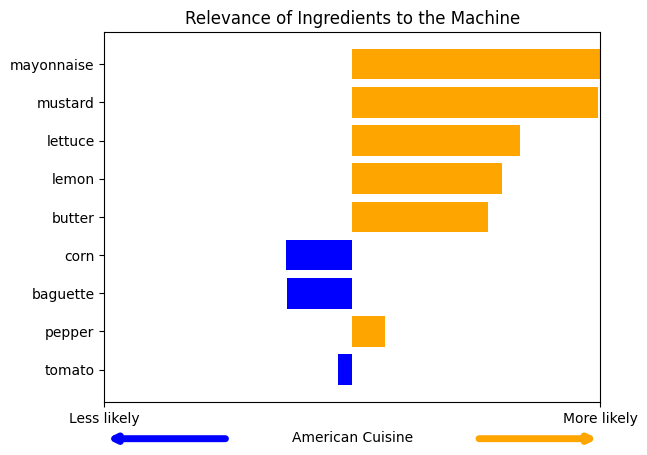 Relevance of Ingredients to the Machine
mayonnaise
mustard
lettuce
lemon
butter
corn
baguette
pepper
tomato
Less likely
More likely
American Cuisine